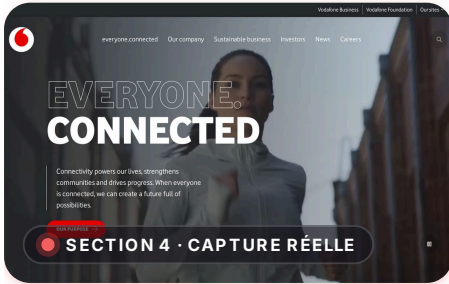 Vodafone Business Vodafone Foundation Our sites
everyone.connected Our company Sustainable business Investors News Careers
EVERYONE.
CONNECTED
Connectivity powers our lives, strengthens
communities and drives progress. When everyone
is connected, we can create a future full of
possibilities.
OUR PURPOSE
SECTION 4 · CAPTURE RÉELLE